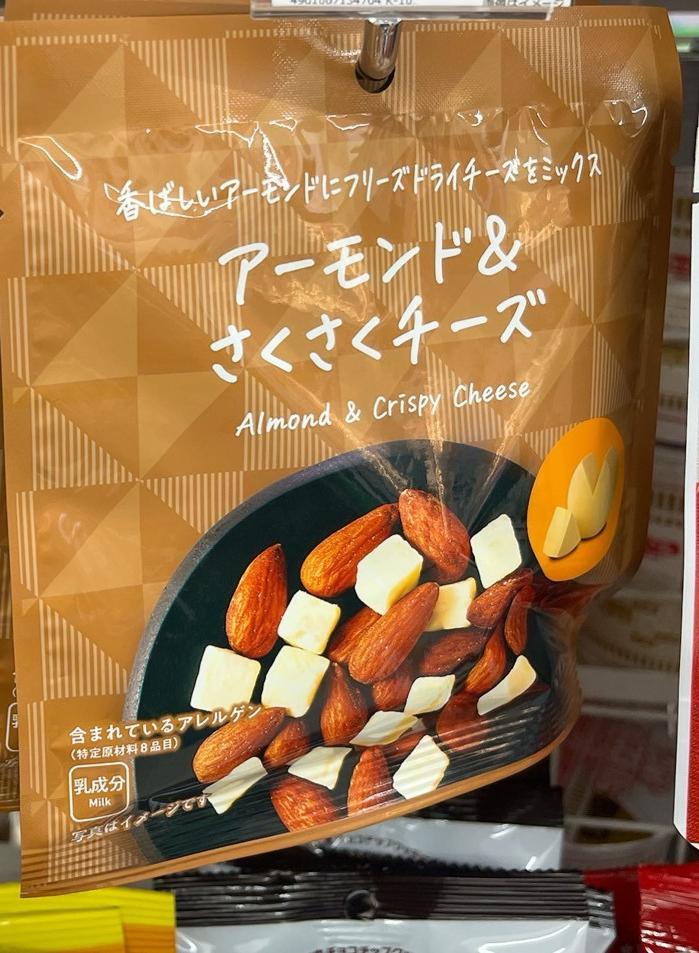 香ばしいアーモンドにフリーズドライチーズをミックス
アーモンド&
さくさくチーズ
Almond & Crispy Cheese
含まれているアレルゲン
(特定原材料8品目)
乳成分
Milk
写真はイメージです